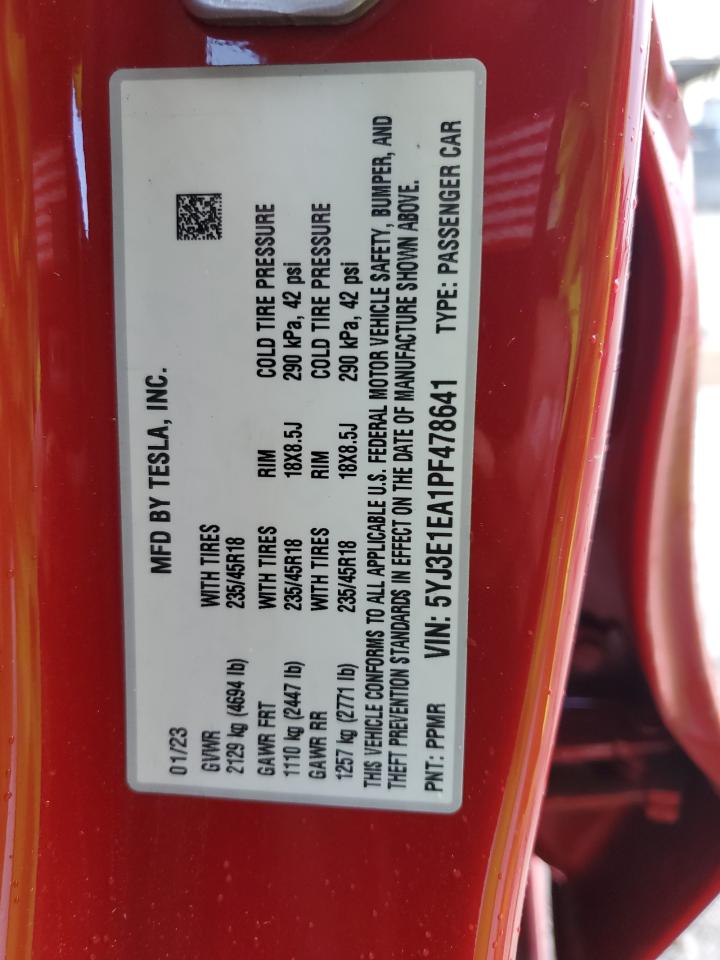 MFD BY TESLA, INC.
01/23
GVWR WITH TIRES
2129 kg (4694 lb) 235/45R18
GAWR FRT WITH TIRES RIM COLD TIRE PRESSURE
1110 kg (2447 lb) 235/45R18 18X8.5J 290 kPa, 42 psi
GAWR RR WITH TIRES RIM COLD TIRE PRESSURE
1257 kg (2771 lb) 235/45R18 18X8.5J 290 kPa, 42 psi
THIS VEHICLE CONFORMS TO ALL APPLICABLE U.S. FEDERAL MOTOR VEHICLE SAFETY, BUMPER, AND
THEFT PREVENTION STANDARDS IN EFFECT ON THE DATE OF MANUFACTURE SHOWN ABOVE.
PNT: PPMR VIN: 5YJ3E1EA1PF478641 TYPE: PASSENGER CAR